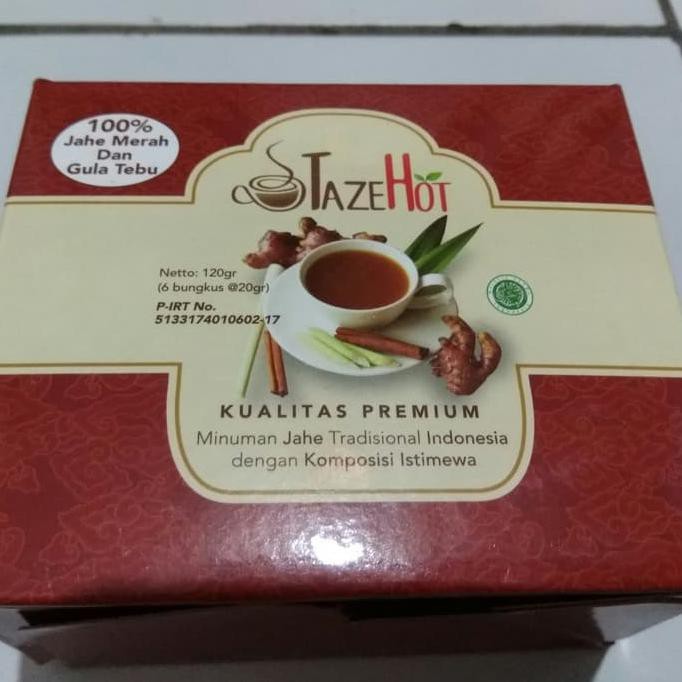 100%
Jahe Merah
Dan
Gula Tebu
TAZEHOT
Netto: 120gr
(6 bungkus @20gr)
P-IRT No.
5133174010602-17
KUALITAS PREMIUM
Minuman Jahe Tradisional Indonesia
dengan Komposisi Istimewa